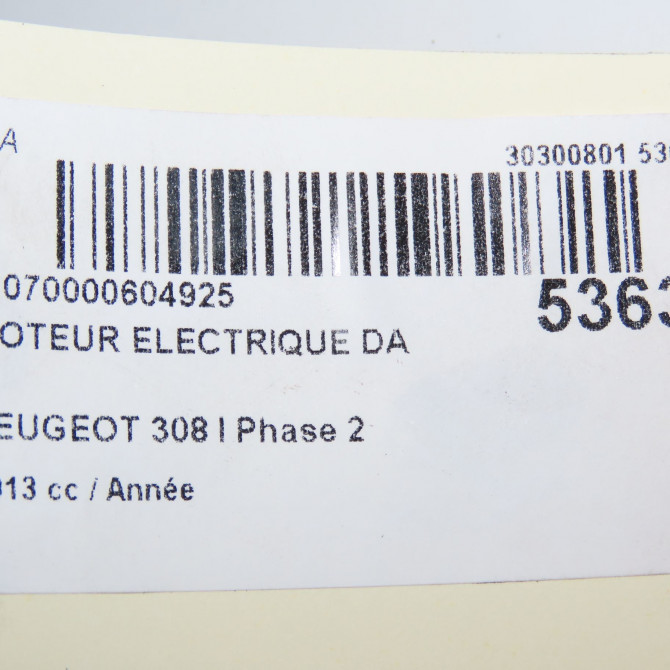 A
30300801 53
070000604925
5363
OTEUR ELECTRIQUE DA
EUGEOT 308 I Phase 2
013 cc / Année